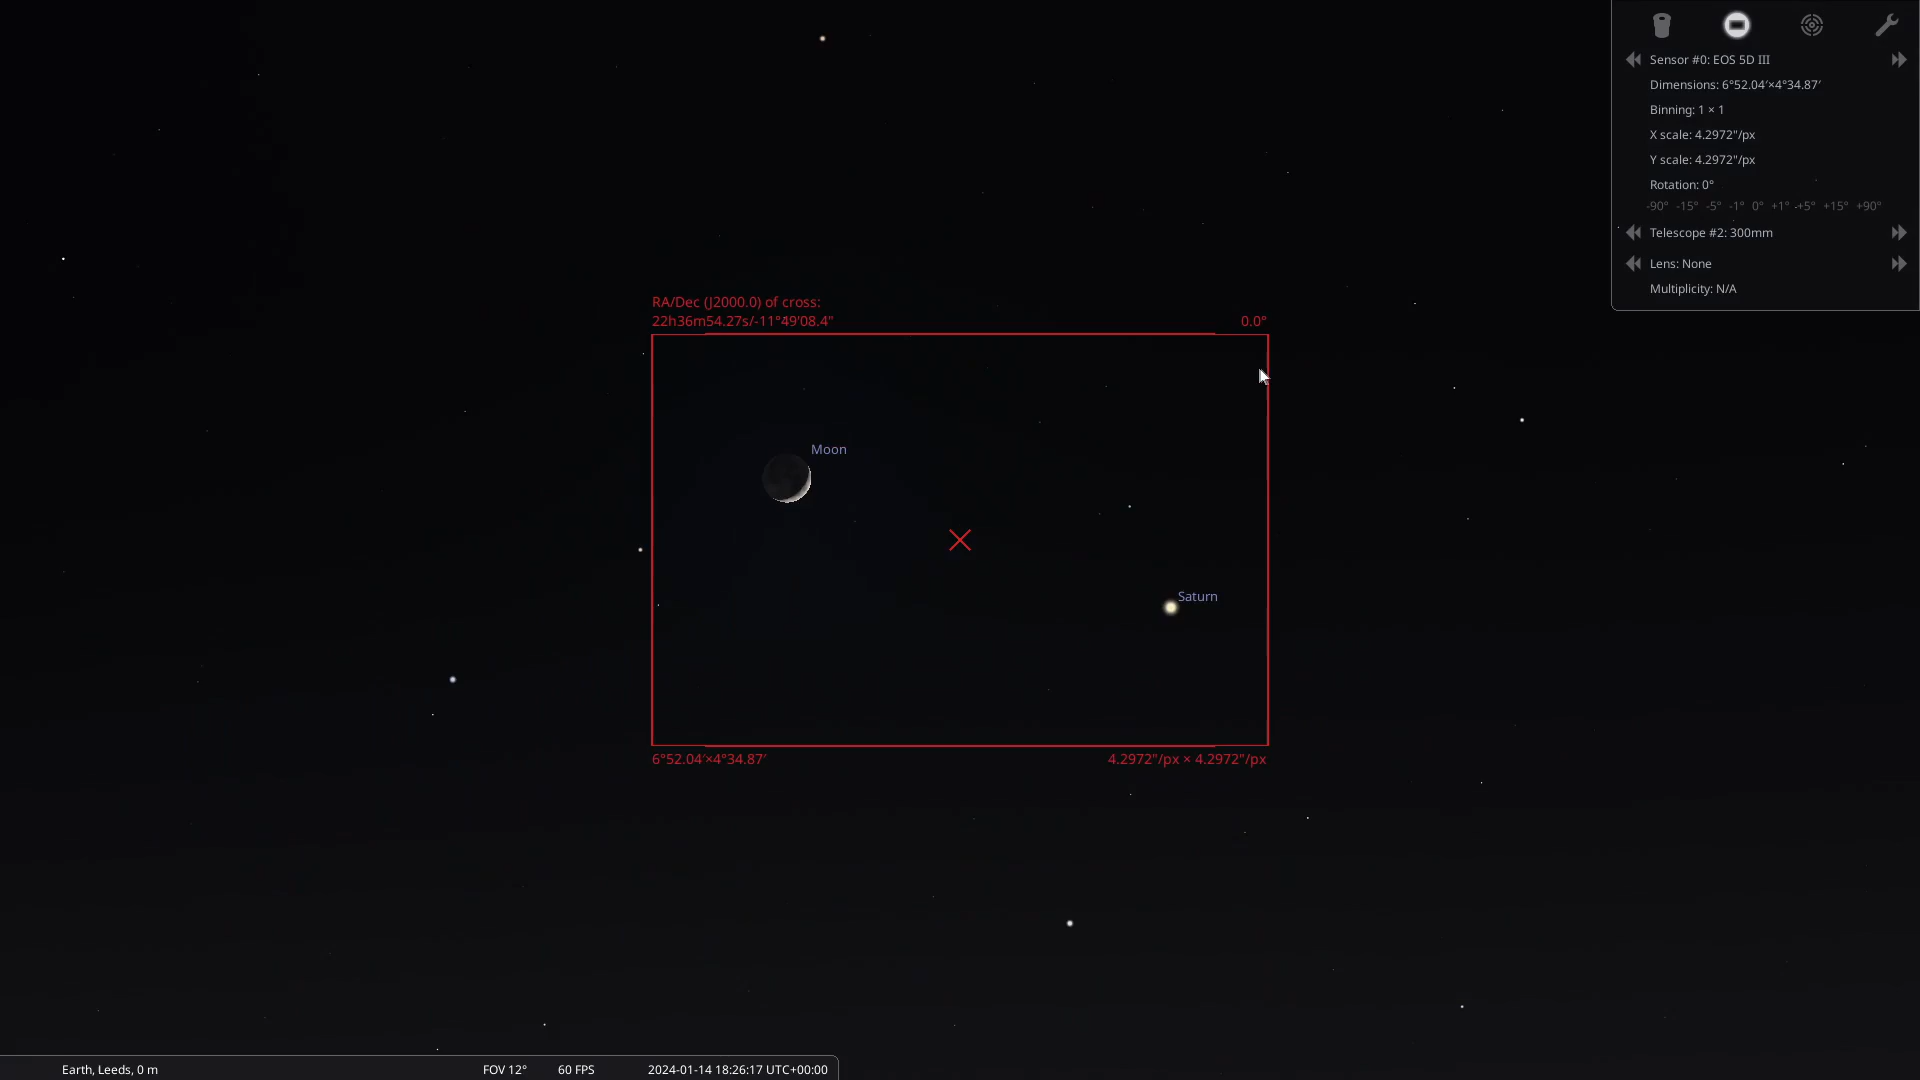 Sensor #0: EOS 5D III
Dimensions: 6°52.04′×4°34.87′
Binning: 1 × 1
X scale: 4.2972"/px
Y scale: 4.2972"/px
Rotation: 0°
-90° -15° -5° -1° 0° +1° +5° +15° +90°
Telescope #2: 300mm
Lens: None
Multiplicity: N/A
RA/Dec (J2000.0) of cross:
22h36m54.27s/-11°49'08.4" 0.0°
Moon
Saturn
6°52.04′×4°34.87′ 4.2972"/px × 4.2972"/px
Earth, Leeds, 0 m FOV 12° 60 FPS 2024-01-14 18:26:17 UTC+00:00